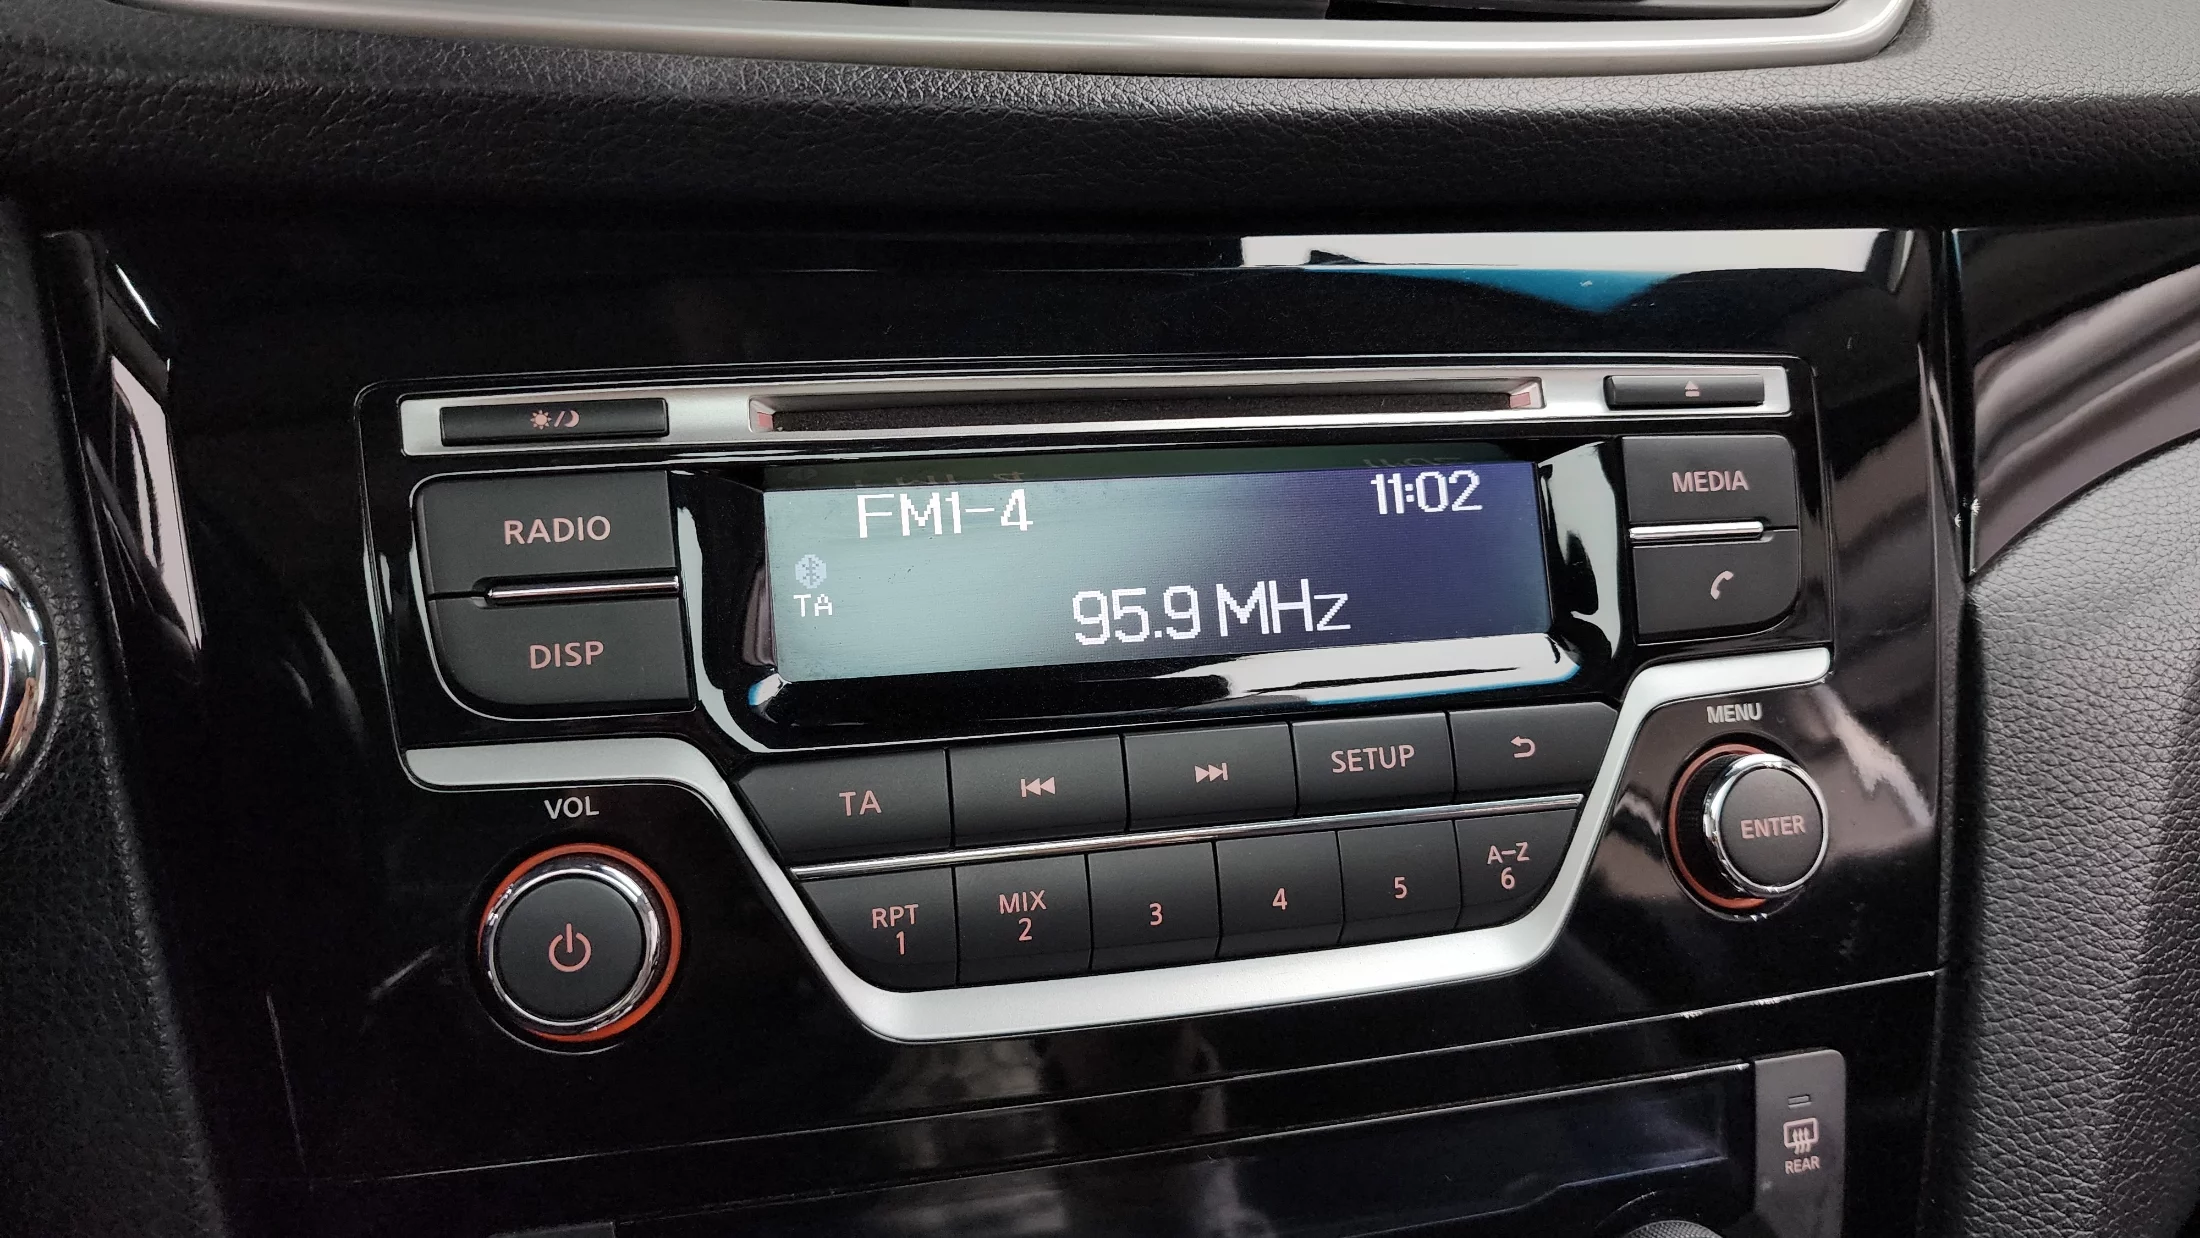 RADIO
DISP
FM1-4
11:02
TA
95.9 MHz
MEDIA
VOL
TA
SETUP
MENU
ENTER
RPT
1
MIX
2
3
4
5
A-Z
6
REAR